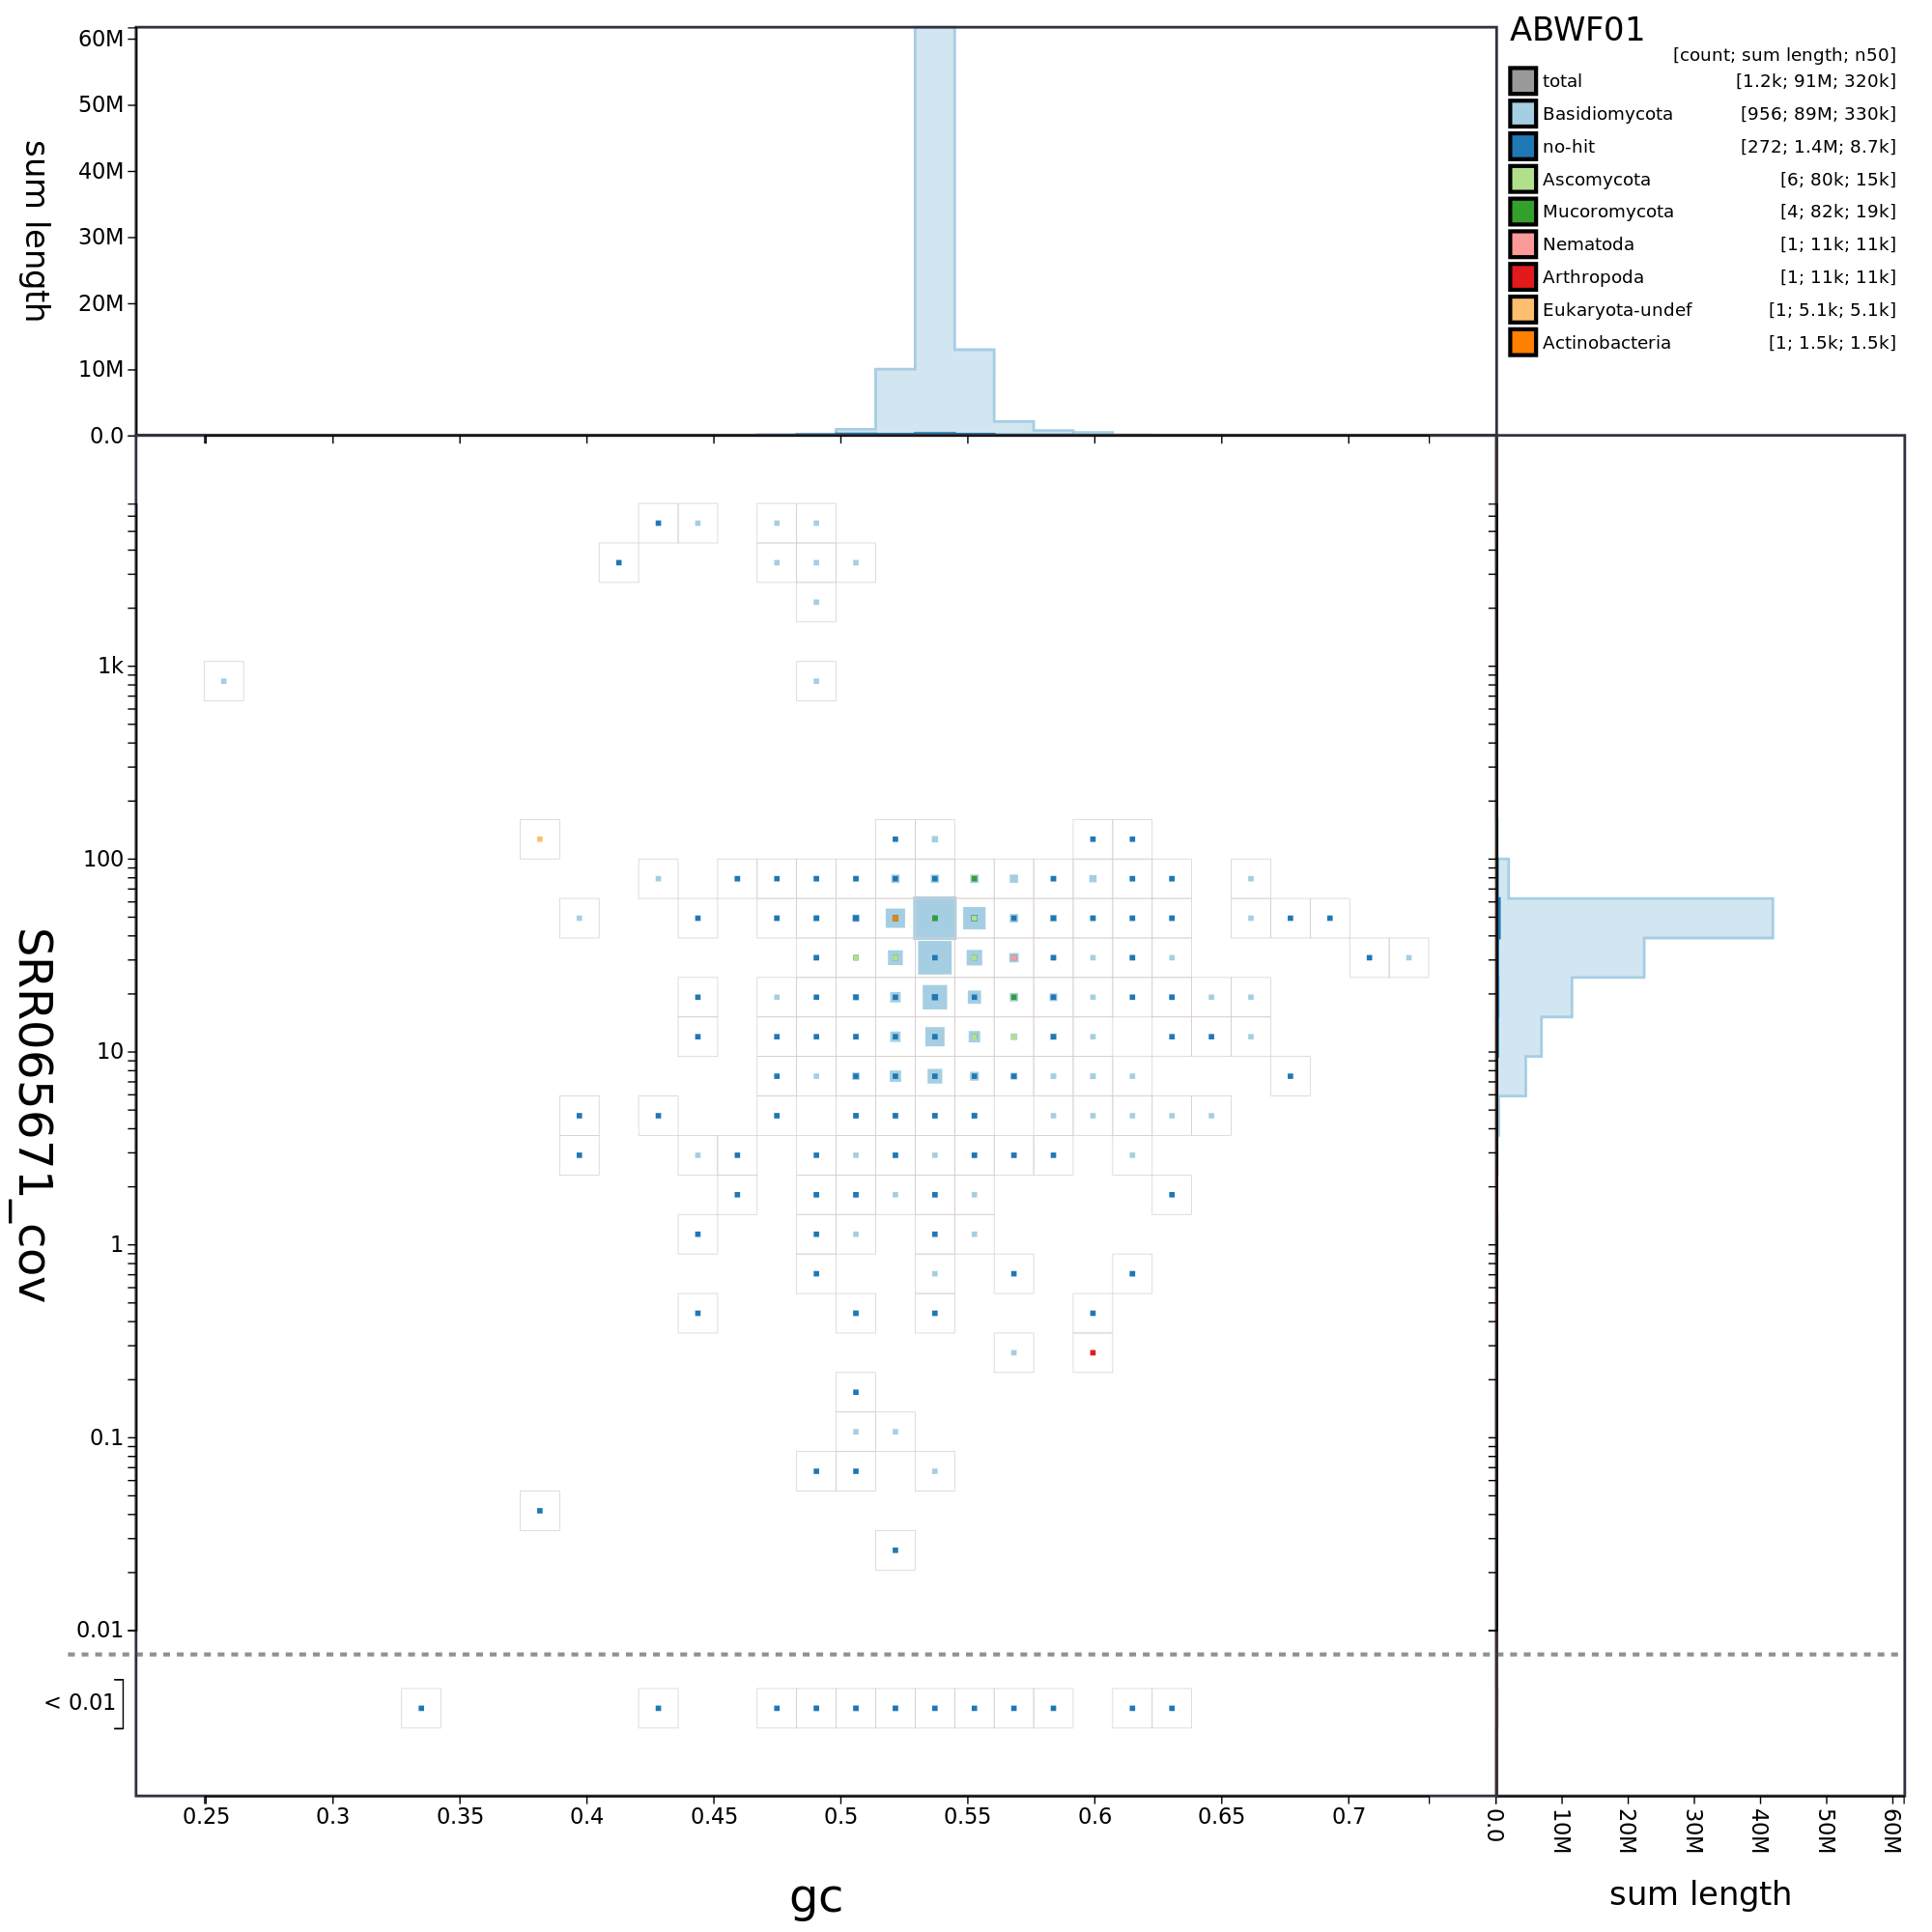 ABWF01
[count; sum length; n50]
total [1.2k; 91M; 320k]
Basidiomycota [956; 89M; 330k]
no-hit [272; 1.4M; 8.7k]
Ascomycota [6; 80k; 15k]
Mucoromycota [4; 82k; 19k]
Nematoda [1; 11k; 11k]
Arthropoda [1; 11k; 11k]
Eukaryota-undef [1; 5.1k; 5.1k]
Actinobacteria [1; 1.5k; 1.5k]
sum length
60M
50M
40M
30M
20M
10M
0.0
SRR065671_cov
1k
100
10
1
0.1
0.01
< 0.01
0.25 0.3 0.35 0.4 0.45 0.5 0.55 0.6 0.65 0.7
gc
0.0 10M 20M 30M 40M 50M 60M
sum length